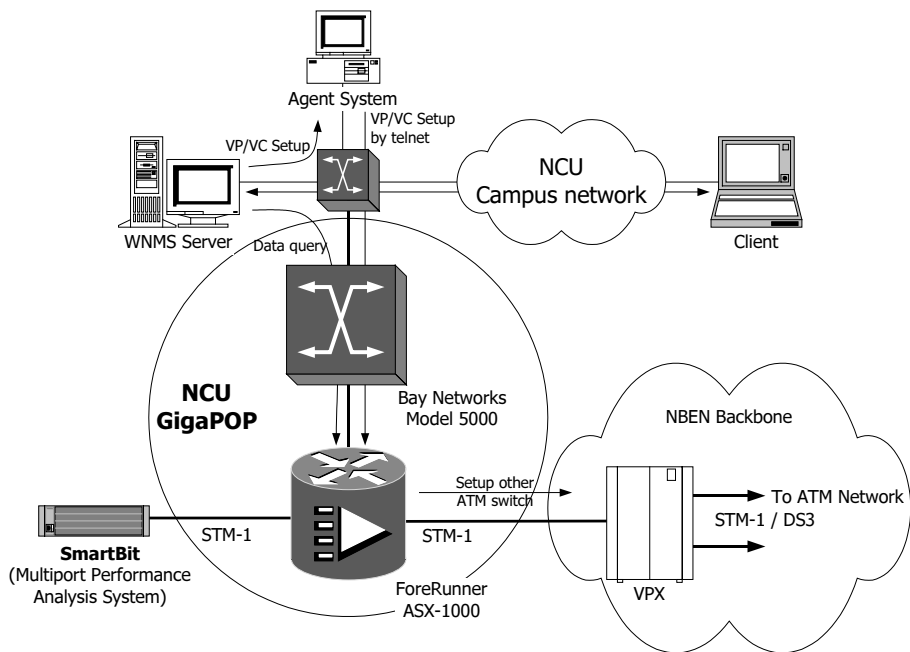 Agent System
VP/VC Setup
VP/VC Setup
by telnet
NCU
Campus network
WNMS Server
Data query
Client
NCU
GigaPOP
Bay Networks
Model 5000
NBEN Backbone
Setup other
ATM switch
To ATM Network
STM-1 / DS3
STM-1
STM-1
SmartBit
(Multiport Performance
Analysis System)
ForeRunner
ASX-1000
VPX